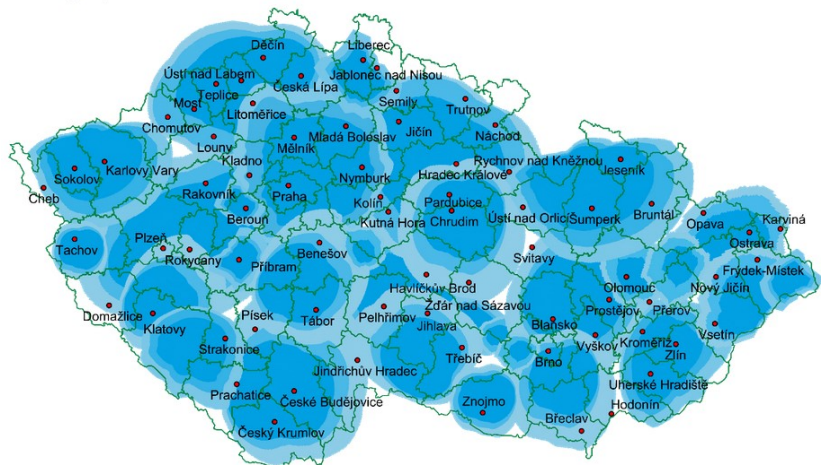 Děčín
Liberec
Ústí nad Labem
Jablonec nad Nisou
Teplice
Česká Lípa
Most
Semily
Litoměřice
Trutnov
Chomutov
Jičín
Mladá Boleslav
Náchod
Louny
Mělník
Kladno
Rychnov nad Kněžnou
Karlovy Vary
Nymburk
Hradec Králové
Jeseník
Sokolov
Rakovník
Praha
Cheb
Kolín
Pardubice
Beroun
Kutná Hora
Chrudim
Ústí nad Orlicí
Šumperk
Bruntál
Opava
Karviná
Plzeň
Tachov
Benešov
Ostrava
Rokycany
Svitavy
Příbram
Frýdek-Místek
Havlíčkův Brod
Olomouc
Nový Jičín
Domažlice
Žďár nad Sázavou
Klatovy
Písek
Tábor
Pelhřimov
Jihlava
Prostějov
Přerov
Blansko
Strakonice
Vyškov
Kroměříž
Vsetín
Třebíč
Brno
Zlín
Jindřichův Hradec
Prachatice
Uherské Hradiště
České Budějovice
Znojmo
Hodonín
Břeclav
Český Krumlov